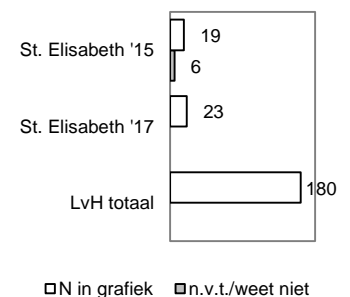 St. Elisabeth '15
19
6
St. Elisabeth '17
23
LvH totaal
180
N in grafiek
n.v.t./weet niet